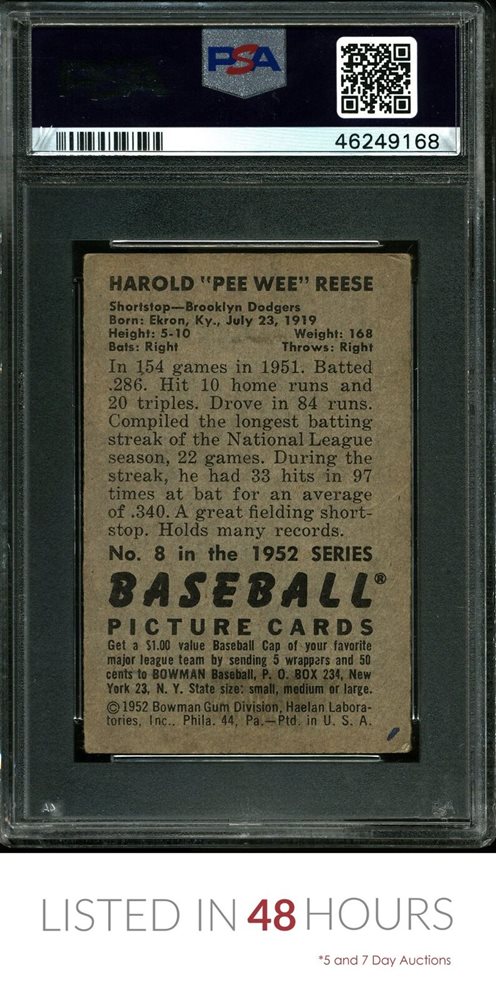 PSA
46249168
HAROLD "PEE WEE" REESE
Shortstop—Brooklyn Dodgers
Born: Ekron, Ky., July 23, 1919
Height: 5-10 Weight: 168
Bats: Right Throws: Right
In 154 games in 1951. Batted
.286. Hit 10 home runs and
20 triples. Drove in 84 runs.
Compiled the longest batting
streak of the National League
season, 22 games. During the
streak, he had 33 hits in 97
times at bat for an average
of .340. A great fielding short-
stop. Holds many records.
No. 8 in the 1952 SERIES
BASEBALL®
PICTURE CARDS
Get a $1.00 value Baseball Cap of your favorite
major league team by sending 5 wrappers and 50
cents to BOWMAN Baseball, P. O. BOX 234, New
York 23, N. Y. State size: small, medium or large.
©1952 Bowman Gum Division, Haelan Labora-
tories, Inc., Phila. 44, Pa.—Ptd. in U. S. A.
LISTED IN 48 HOURS
*5 and 7 Day Auctions